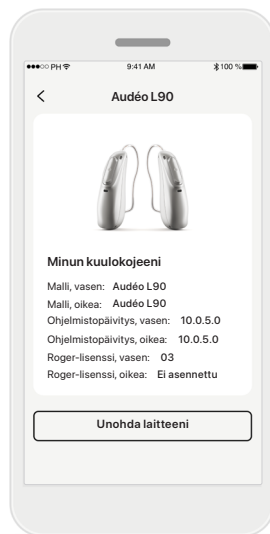 PH 9:41 AM 100 %
Audéo L90
Minun kuulokojeeni
Malli, vasen: Audéo L90
Malli, oikea: Audéo L90
Ohjelmistopäivitys, vasen: 10.0.5.0
Ohjelmistopäivitys, oikea: 10.0.5.0
Roger-lisenssi, vasen: 03
Roger-lisenssi, oikea: Ei asennettu
Unohda laitteeni